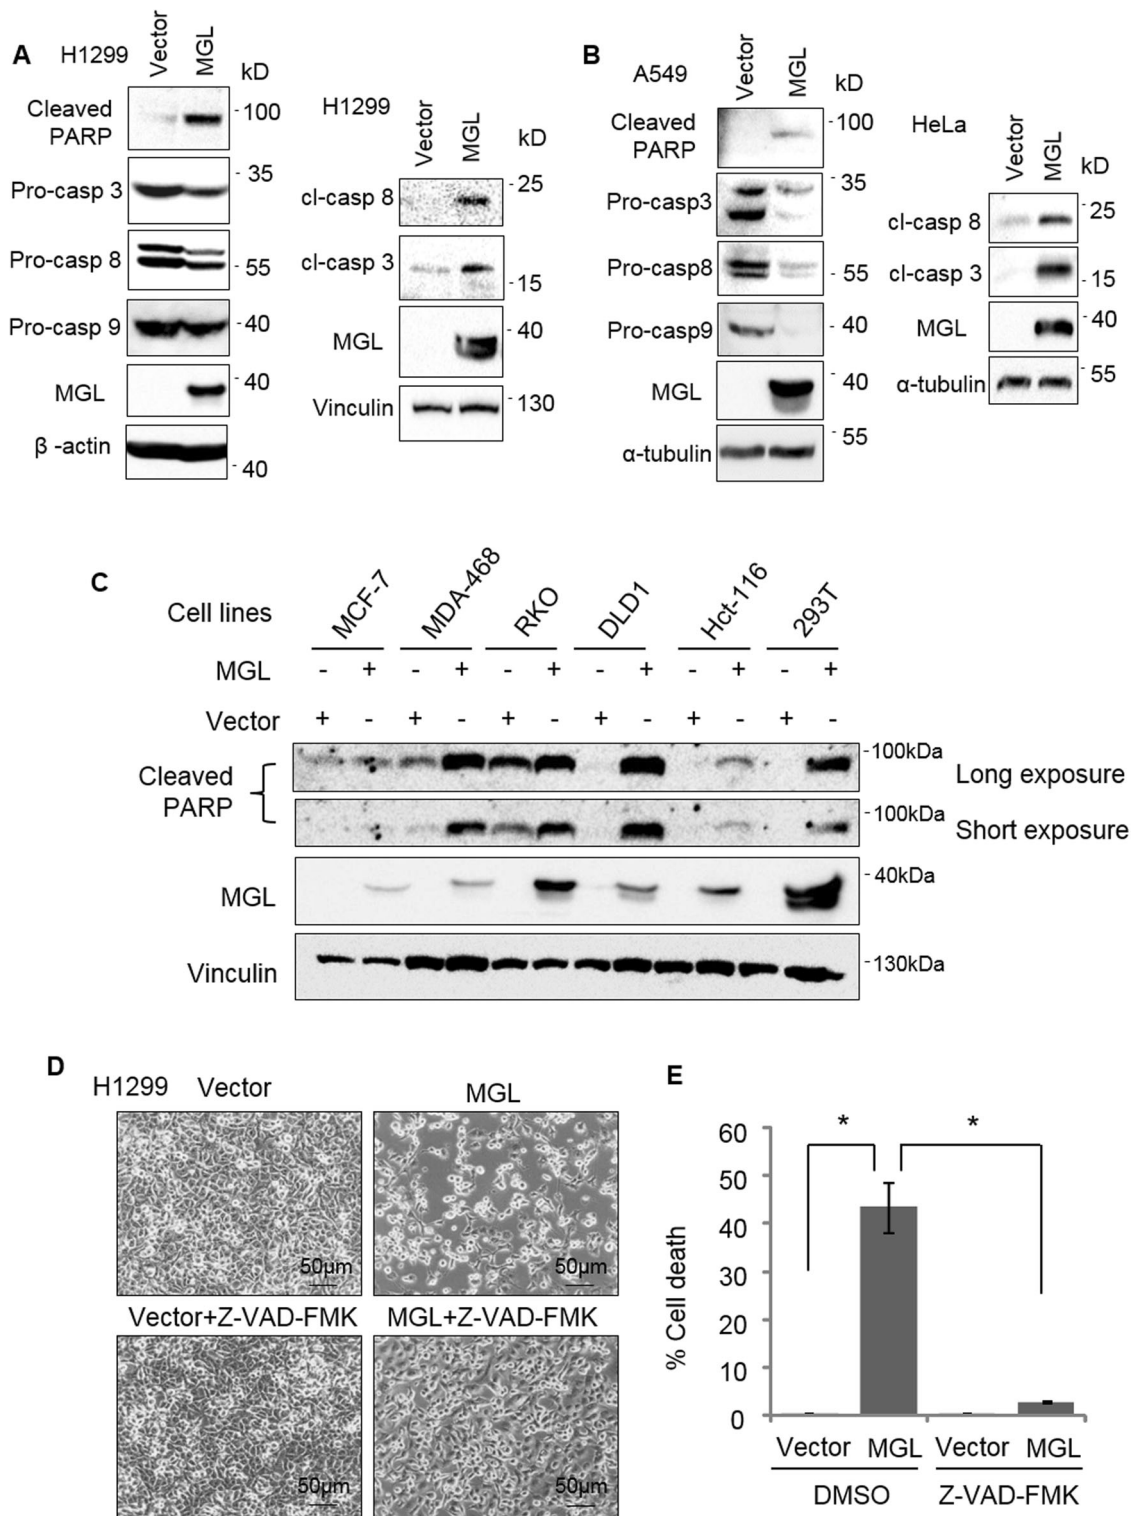 A
H1299
Vector
MGL
kD
Cleaved
PARP
100
Pro-casp 3
35
Pro-casp 8
55
Pro-casp 9
40
MGL
40
β -actin
40
H1299
Vector
MGL
kD
cl-casp 8
25
cl-casp 3
15
MGL
40
Vinculin
130
B
A549
Vector
MGL
kD
Cleaved
PARP
100
Pro-casp3
35
Pro-casp8
55
Pro-casp9
40
MGL
40
α-tubulin
55
HeLa
Vector
MGL
kD
cl-casp 8
25
cl-casp 3
15
MGL
40
α-tubulin
55
C
Cell lines
MCF-7
MDA-468
RKO
DLD1
Hct-116
293T
MGL - + - + - + - + - + - +
Vector + - + - + - + - + - + -
Cleaved
PARP
100kDa
Long exposure
100kDa
Short exposure
MGL
40kDa
Vinculin
130kDa
D
H1299 Vector
MGL
50µm
50µm
Vector+Z-VAD-FMK
MGL+Z-VAD-FMK
50µm
50µm
E
% Cell death
60
50
40
30
20
10
0
*
*
Vector MGL Vector MGL
DMSO Z-VAD-FMK